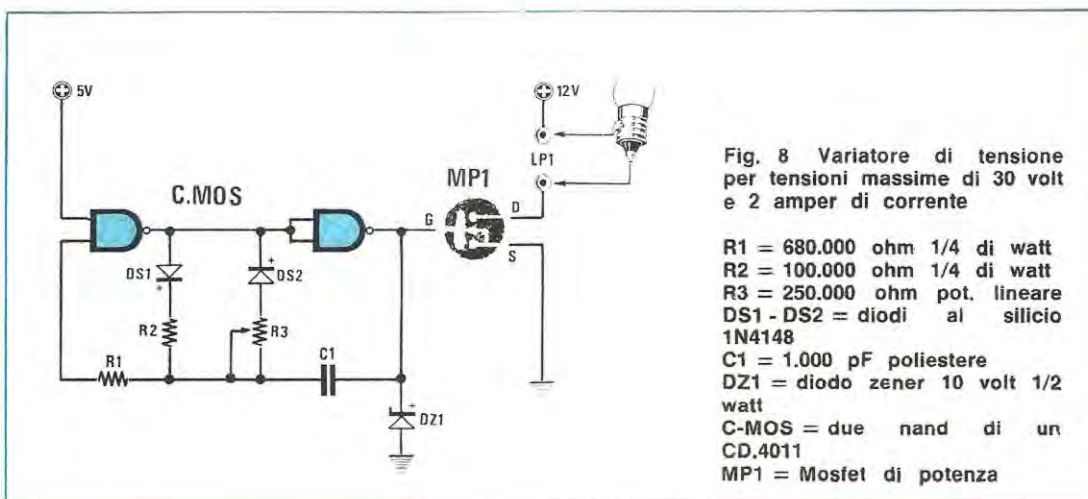 5V
12V
LP1
C.MOS
MP1
G
D
S
DS1
+
+
DS2
R2
R3
R1
C1
+
DZ1
Fig. 8 Variatore di tensione
per tensioni massime di 30 volt
e 2 amper di corrente
R1 = 680.000 ohm 1/4 di watt
R2 = 100.000 ohm 1/4 di watt
R3 = 250.000 ohm pot. lineare
DS1 - DS2 = diodi al silicio
1N4148
C1 = 1.000 pF poliestere
DZ1 = diodo zener 10 volt 1/2
watt
C-MOS = due nand di un
CD.4011
MP1 = Mosfet di potenza